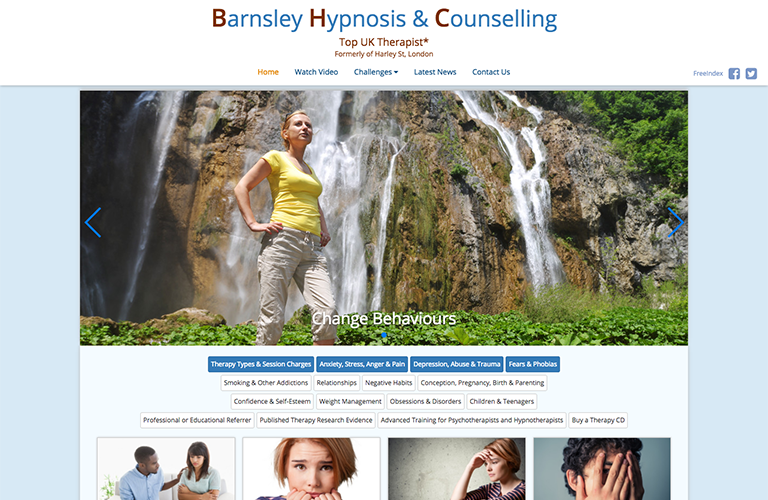 Barnsley Hypnosis & Counselling
Top UK Therapist*
Formerly of Harley St, London
Home Watch Video Challenges Latest News Contact Us
FreeIndex
Change Behaviours
Therapy Types & Session Charges Anxiety, Stress, Anger & Pain Depression, Abuse & Trauma Fears & Phobias
Smoking & Other Addictions Relationships Negative Habits Conception, Pregnancy, Birth & Parenting
Confidence & Self-Esteem Weight Management Obsessions & Disorders Children & Teenagers
Professional or Educational Referrer Published Therapy Research Evidence Advanced Training for Psychotherapists and Hypnotherapists Buy a Therapy CD